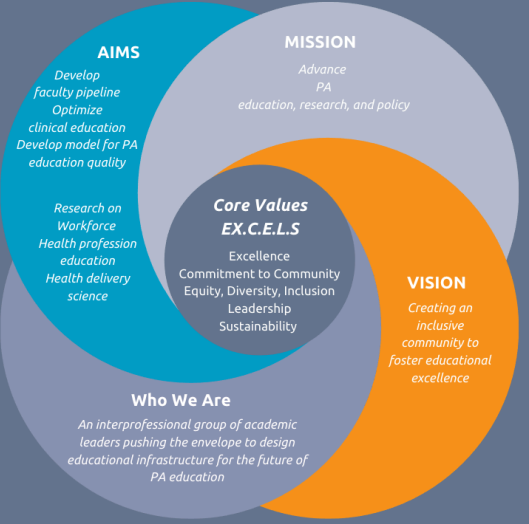 AIMS
Develop
faculty pipeline
Optimize
clinical education
Develop model for PA
education quality
Research on
Workforce
Health profession
education
Health delivery
science
MISSION
Advance
PA
education, research, and policy
Core Values
EX.C.E.L.S
Excellence
Commitment to Community
Equity, Diversity, Inclusion
Leadership
Sustainability
VISION
Creating an
inclusive
community to
foster educational
excellence
Who We Are
An interprofessional group of academic
leaders pushing the envelope to design
educational infrastructure for the future of
PA education